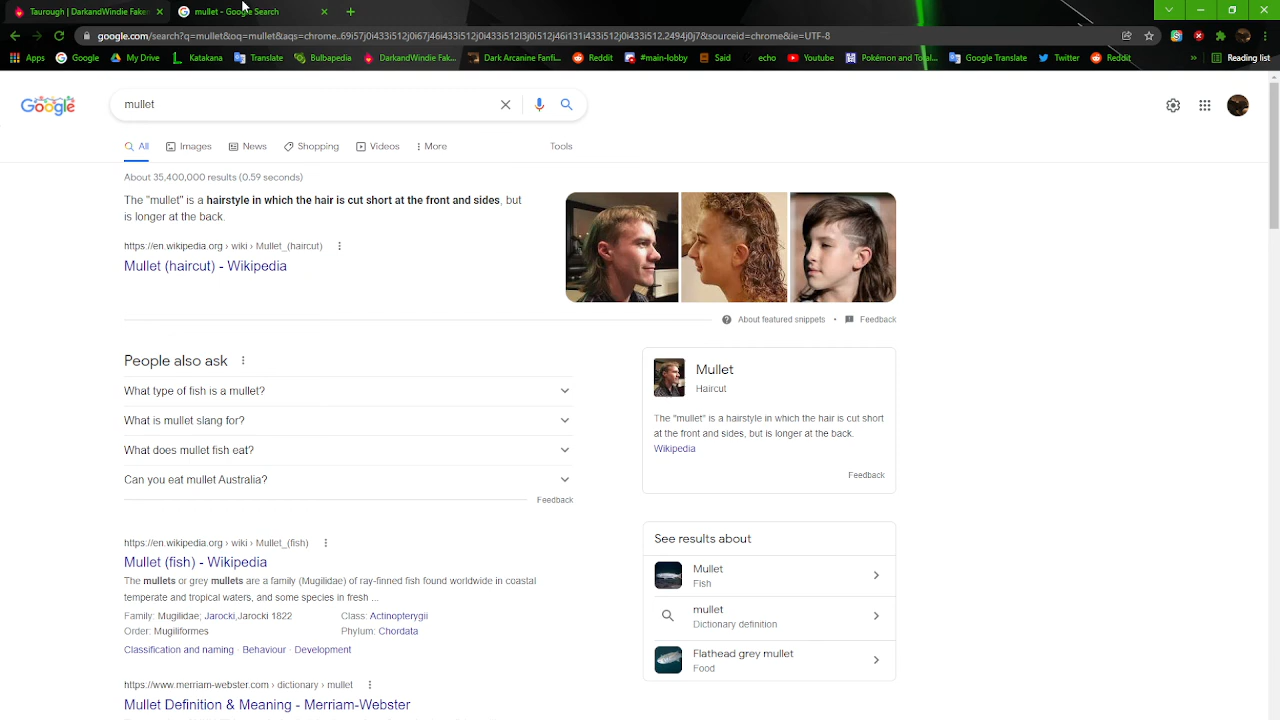 Taurough | DarkandWindie Faken
mullet - Google Search
google.com/search?q=mullet&oq=mullet&aqs=chrome..69i57j0i433i512j0i67j46i433i512j0i433i512l3j0i512j46i131i433i512j0i433i512.2494j0j7&sourceid=chrome&ie=UTF-8
Apps Google My Drive Katakana Translate Bulbapedia DarkandWindie Fak... Dark Arcanine Fanfi... Reddit #main-lobby Said echo Youtube Pokémon and Total... Google Translate Twitter Reddit » Reading list
Google
mullet
All Images News Shopping Videos More Tools
About 35,400,000 results (0.59 seconds)
The "mullet" is a hairstyle in which the hair is cut short at the front and sides, but
is longer at the back.
https://en.wikipedia.org › wiki › Mullet_(haircut)
Mullet (haircut) - Wikipedia
About featured snippets • Feedback
People also ask
What type of fish is a mullet?
What is mullet slang for?
What does mullet fish eat?
Can you eat mullet Australia?
Feedback
Mullet
Haircut
The "mullet" is a hairstyle in which the hair is cut short
at the front and sides, but is longer at the back.
Wikipedia
Feedback
https://en.wikipedia.org › wiki › Mullet_(fish)
Mullet (fish) - Wikipedia
The mullets or grey mullets are a family (Mugilidae) of ray-finned fish found worldwide in coastal
temperate and tropical waters, and some species in fresh ...
Family: Mugilidae; Jarocki,Jarocki 1822 Class: Actinopterygii
Order: Mugiliformes Phylum: Chordata
Classification and naming · Behaviour · Development
https://www.merriam-webster.com › dictionary › mullet
Mullet Definition & Meaning - Merriam-Webster
See results about
Mullet
Fish
mullet
Dictionary definition
Flathead grey mullet
Food